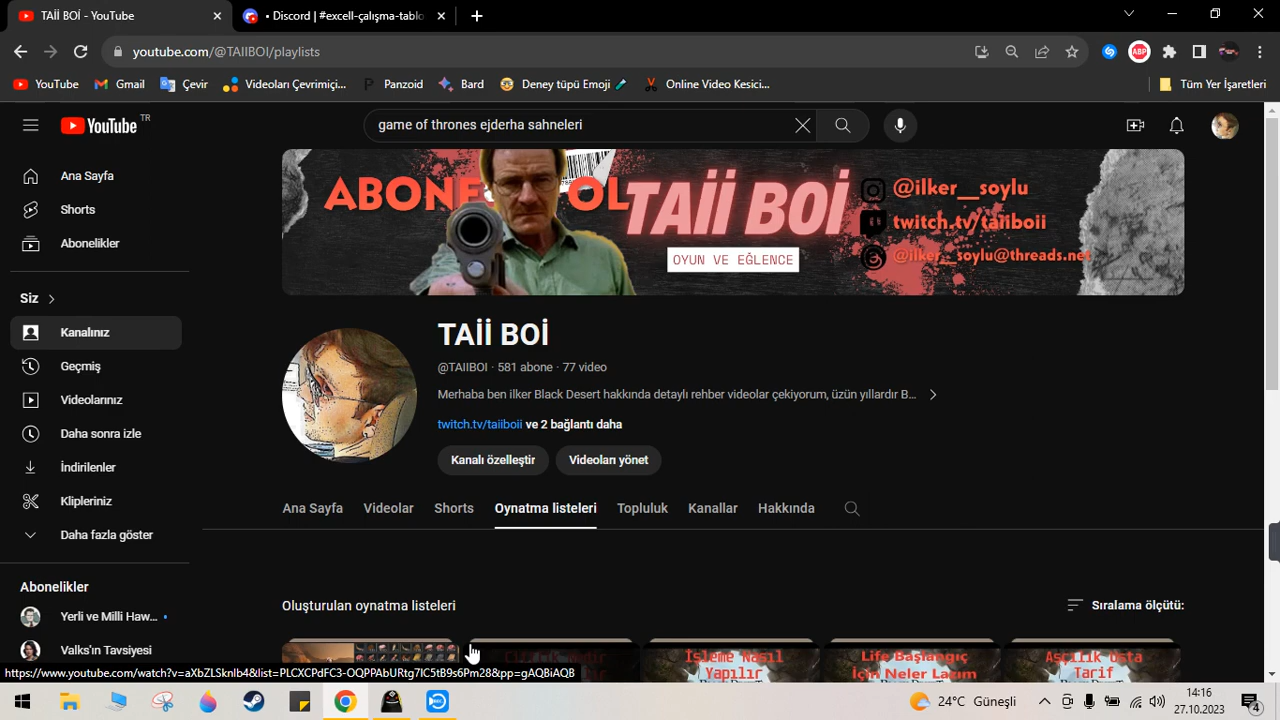 TAİİ BOİ - YouTube
• Discord | #excell-çalışma-tablo
youtube.com/@TAIIBOI/playlists
ABP
YouTube
Gmail
Çevir
Videoları Çevrimiçi...
Panzoid
Bard
Deney tüpü Emoji
Online Video Kesici...
Tüm Yer İşaretleri
YouTube TR
game of thrones ejderha sahneleri
Ana Sayfa
Shorts
Abonelikler
Siz
Kanalınız
Geçmiş
Videolarınız
Daha sonra izle
İndirilenler
Klipleriniz
Daha fazla göster
Abonelikler
Yerli ve Milli Haw...
Valks'ın Tavsiyesi
ABONE OL
TAİİ BOİ
OYUN VE EĞLENCE
@ilker__soylu
twitch.tv/taiiboii
@ilker__soylu@threads.net
TAİİ BOİ
@TAIIBOI · 581 abone · 77 video
Merhaba ben ilker Black Desert hakkında detaylı rehber videolar çekiyorum, üzün yıllardır B...
twitch.tv/taiiboii ve 2 bağlantı daha
Kanalı özelleştir
Videoları yönet
Ana Sayfa
Videolar
Shorts
Oynatma listeleri
Topluluk
Kanallar
Hakkında
Oluşturulan oynatma listeleri
Sıralama ölçütü:
İşleme Nasıl
Yapılır
Life Başlangıç
İçin Neler Lazım
Aşçılık Usta
Tarif
https://www.youtube.com/watch?v=aXbZLSknIb4&list=PLCXCPdFC3-OQPPAbURtg7IC5tB9s6Pm28&pp=gAQBiAQB
24°C Güneşli
14:16
27.10.2023
4